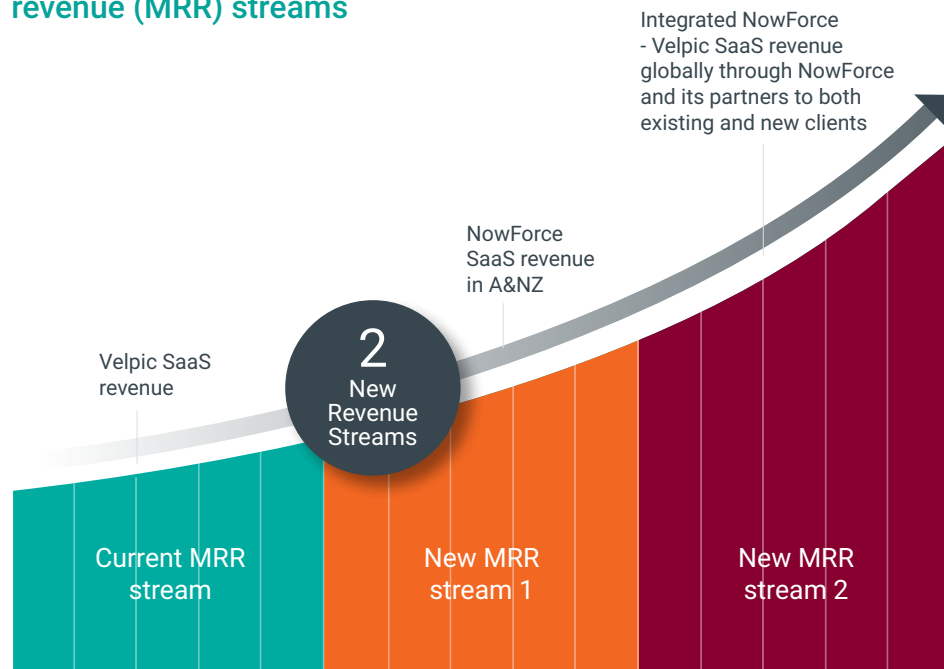 revenue (MRR) streams
Integrated NowForce
- Velpic SaaS revenue
globally through NowForce
and its partners to both
existing and new clients
NowForce
SaaS revenue
in A&NZ
Velpic SaaS
revenue
2
New
Revenue
Streams
Current MRR
stream
New MRR
stream 1
New MRR
stream 2